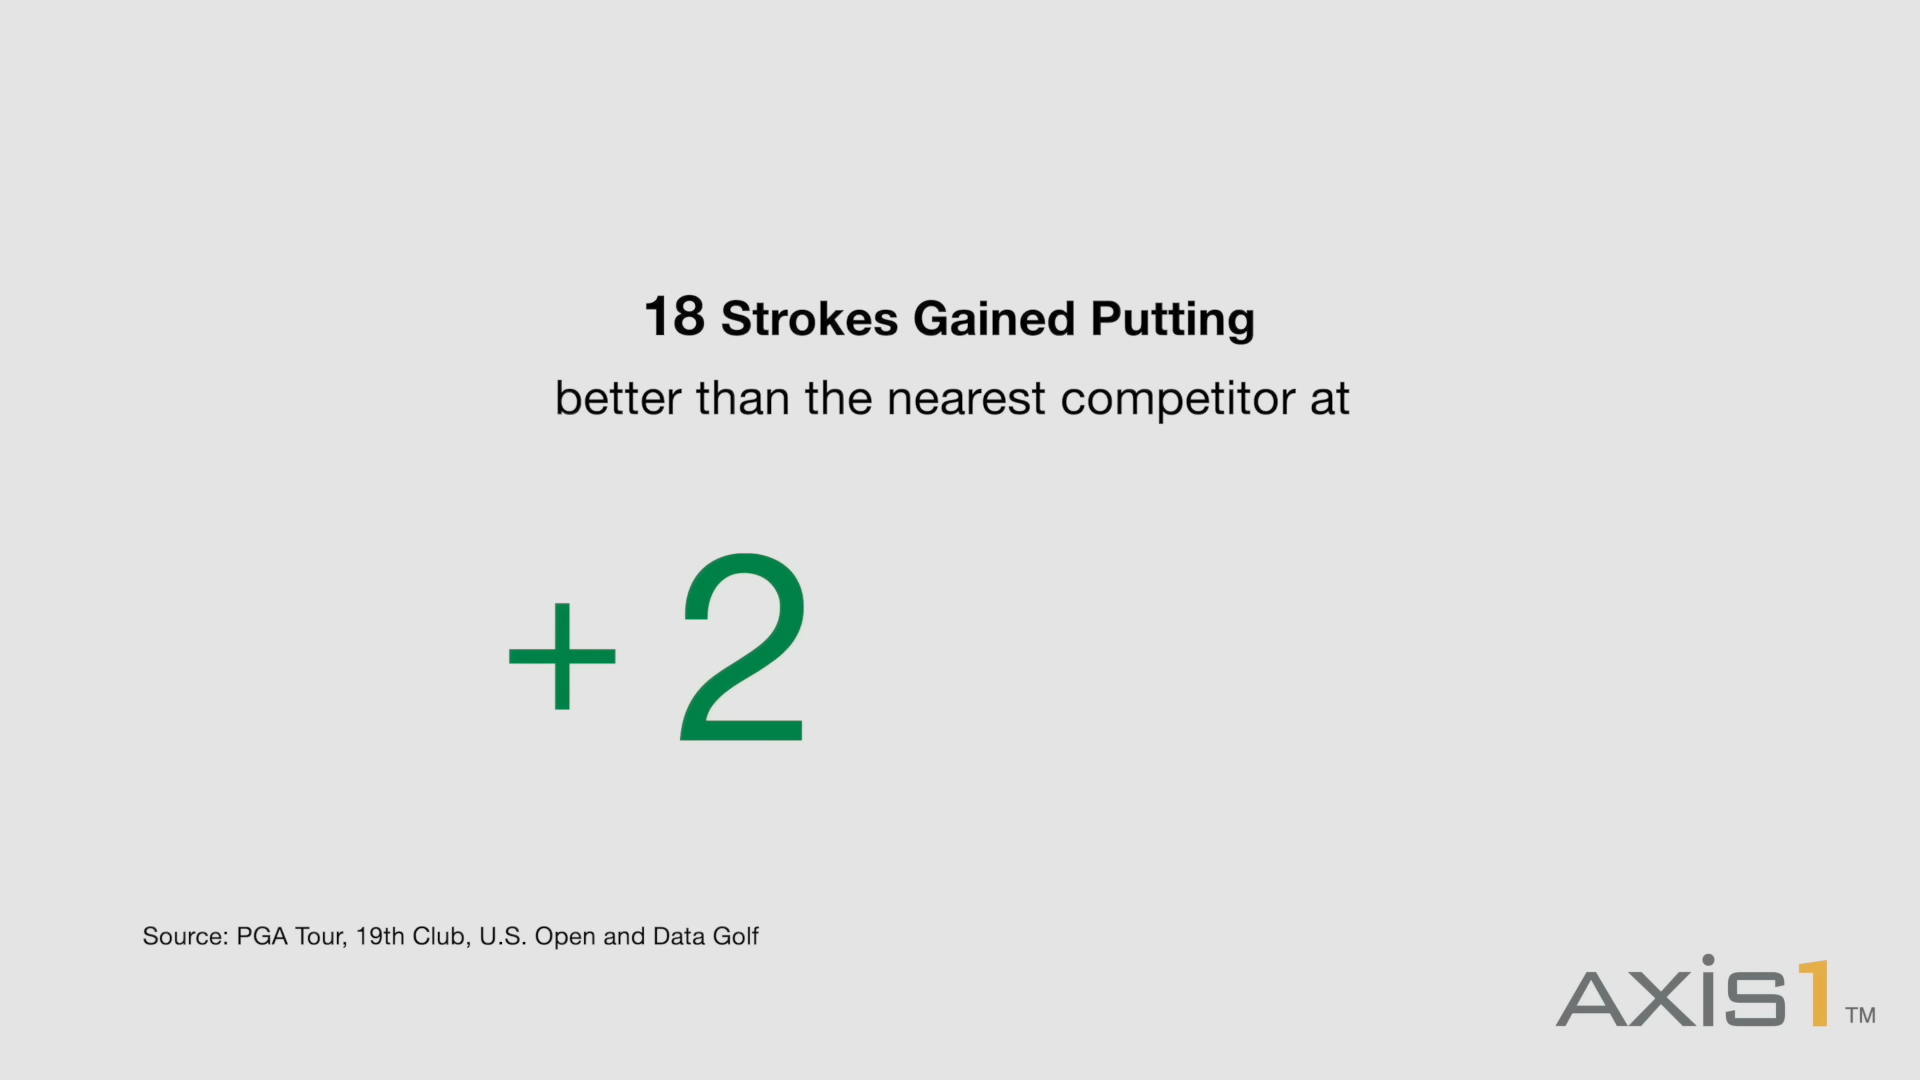 18 Strokes Gained Putting
better than the nearest competitor at
+2
Source: PGA Tour, 19th Club, U.S. Open and Data Golf
AXiS1 ™